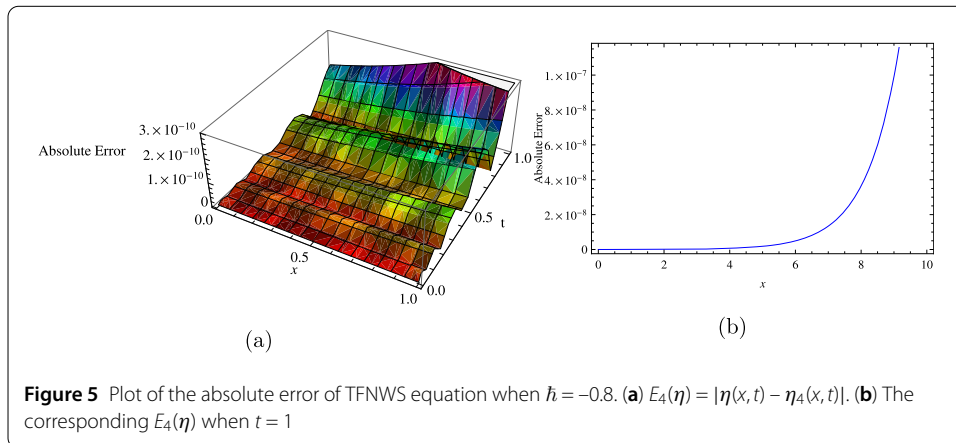 3. × 10⁻¹⁰
2. × 10⁻¹⁰
1. × 10⁻¹⁰
0
Absolute Error
0.0
0.5
1.0
x
0.0
0.5
1.0
t
(a)
1. × 10⁻⁷
8. × 10⁻⁸
6. × 10⁻⁸
4. × 10⁻⁸
2. × 10⁻⁸
0
Absolute Error
0 2 4 6 8 10
x
(b)
Figure 5 Plot of the absolute error of TFNWS equation when ℏ = –0.8. (a) E₄(η) = |η(x, t) – η₄(x, t)|. (b) The
corresponding E₄(η) when t = 1